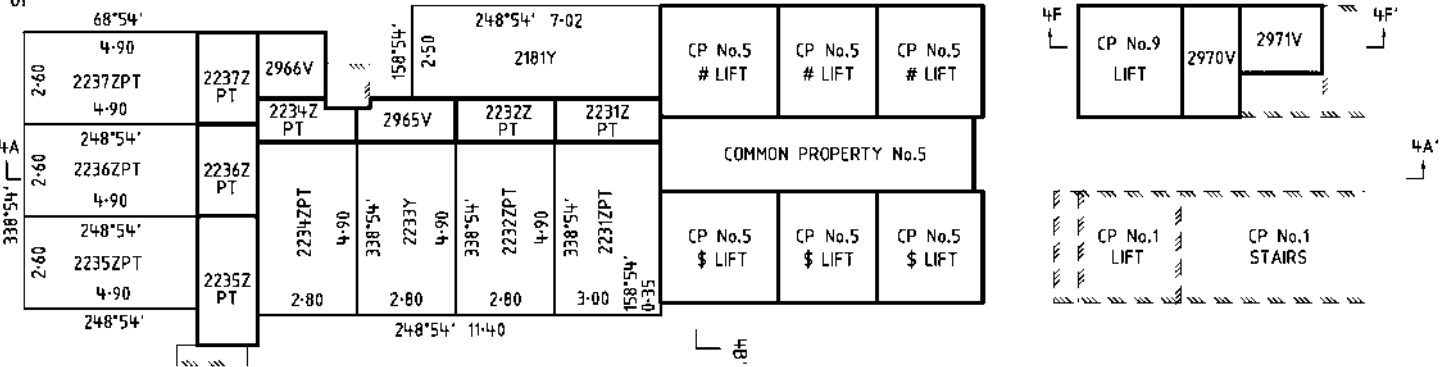 68°54'
4·90
2·60
2237ZPT
4·90
2237Z
PT
2966V
158°54'
2·50
248°54' 7·02
2181Y
CP No.5
# LIFT
CP No.5
# LIFT
CP No.5
# LIFT
4F
CP No.9
LIFT
2970V
2971V
4F'
2234Z
PT
2965V
2232Z
PT
2231Z
PT
COMMON PROPERTY No.5
4A
338°54'
248°54'
2·60
2236ZPT
4·90
2236Z
PT
4A'
248°54'
2·60
2235ZPT
4·90
248°54'
2235Z
PT
2234ZPT
4·90
2·80
338°54'
2233Y
4·90
2·80
338°54'
2232ZPT
4·90
2·80
338°54'
2231ZPT
3·00
158°54'
0·35
248°54' 11·40
CP No.5
$ LIFT
CP No.5
$ LIFT
CP No.5
$ LIFT
4B'
CP No.1
LIFT
CP No.1
STAIRS